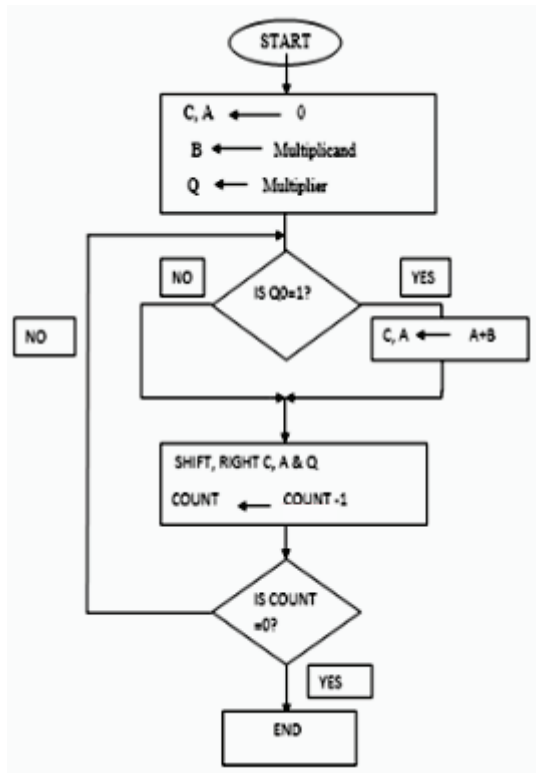 START
C, A ← 0
B ← Multiplicand
Q ← Multiplier
NO
IS Q0=1?
YES
NO
C, A ← A+B
SHIFT, RIGHT C, A & Q
COUNT ← COUNT -1
IS COUNT
=0?
YES
END